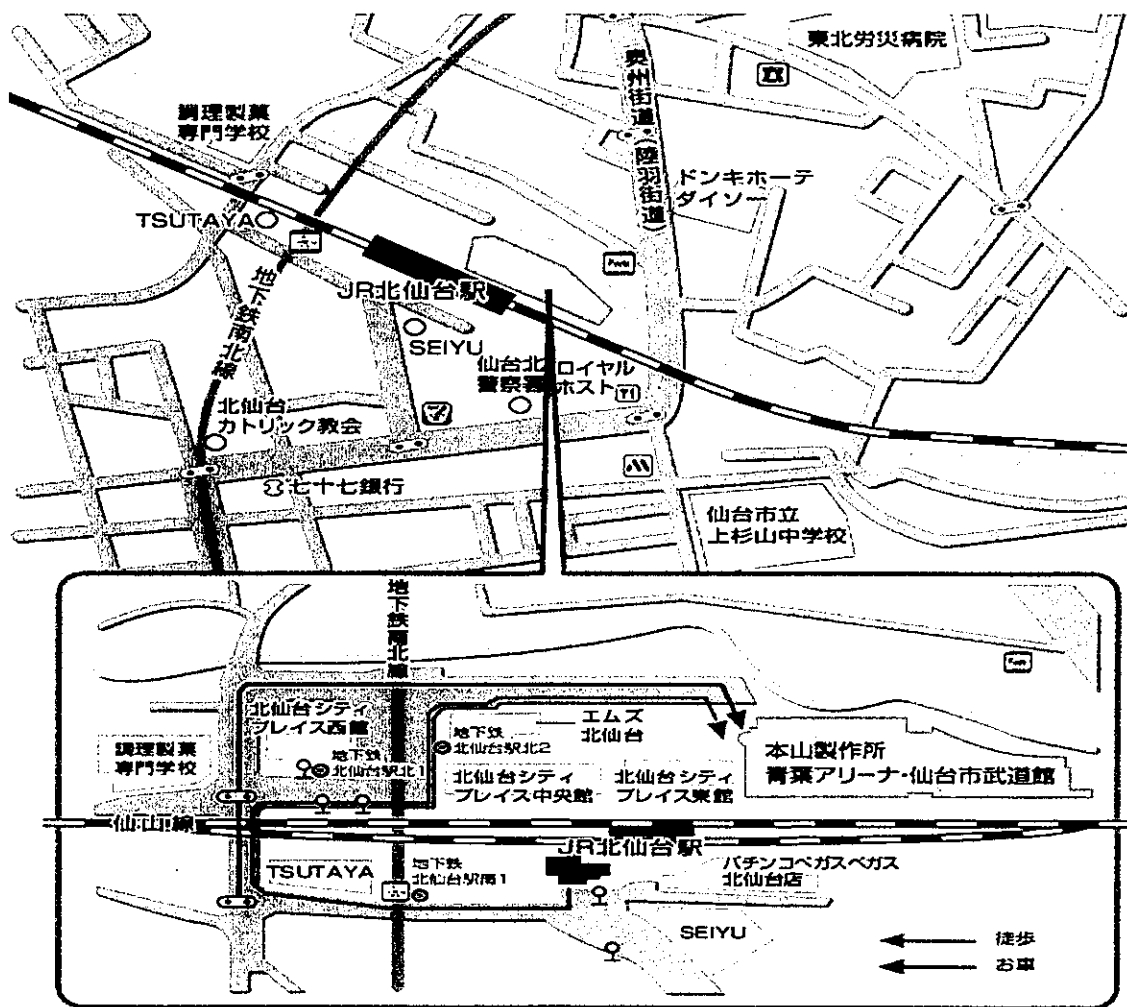 東北労災病院
奥州街道(陸羽街道)
調理製菓
専門学校
ドンキホーテ
ダイソー
TSUTAYA
地下鉄南北線
JR北仙台駅
SEIYU
仙台北
警察署
ロイヤル
ホスト
北仙台
カトリック教会
七十七銀行
仙台市立
上杉山中学校
地下鉄南北線
北仙台シティ
プレイス西館
エムズ
北仙台
地下鉄
北仙台駅北2
調理製菓
専門学校
地下鉄
北仙台駅北1
北仙台シティ
プレイス中央館
北仙台シティ
プレイス東館
本山製作所
青葉アリーナ・仙台市武道館
仙山線
JR北仙台駅
TSUTAYA
地下鉄
北仙台駅南1
パチンコベガスベガス
北仙台店
SEIYU
徒歩
お車